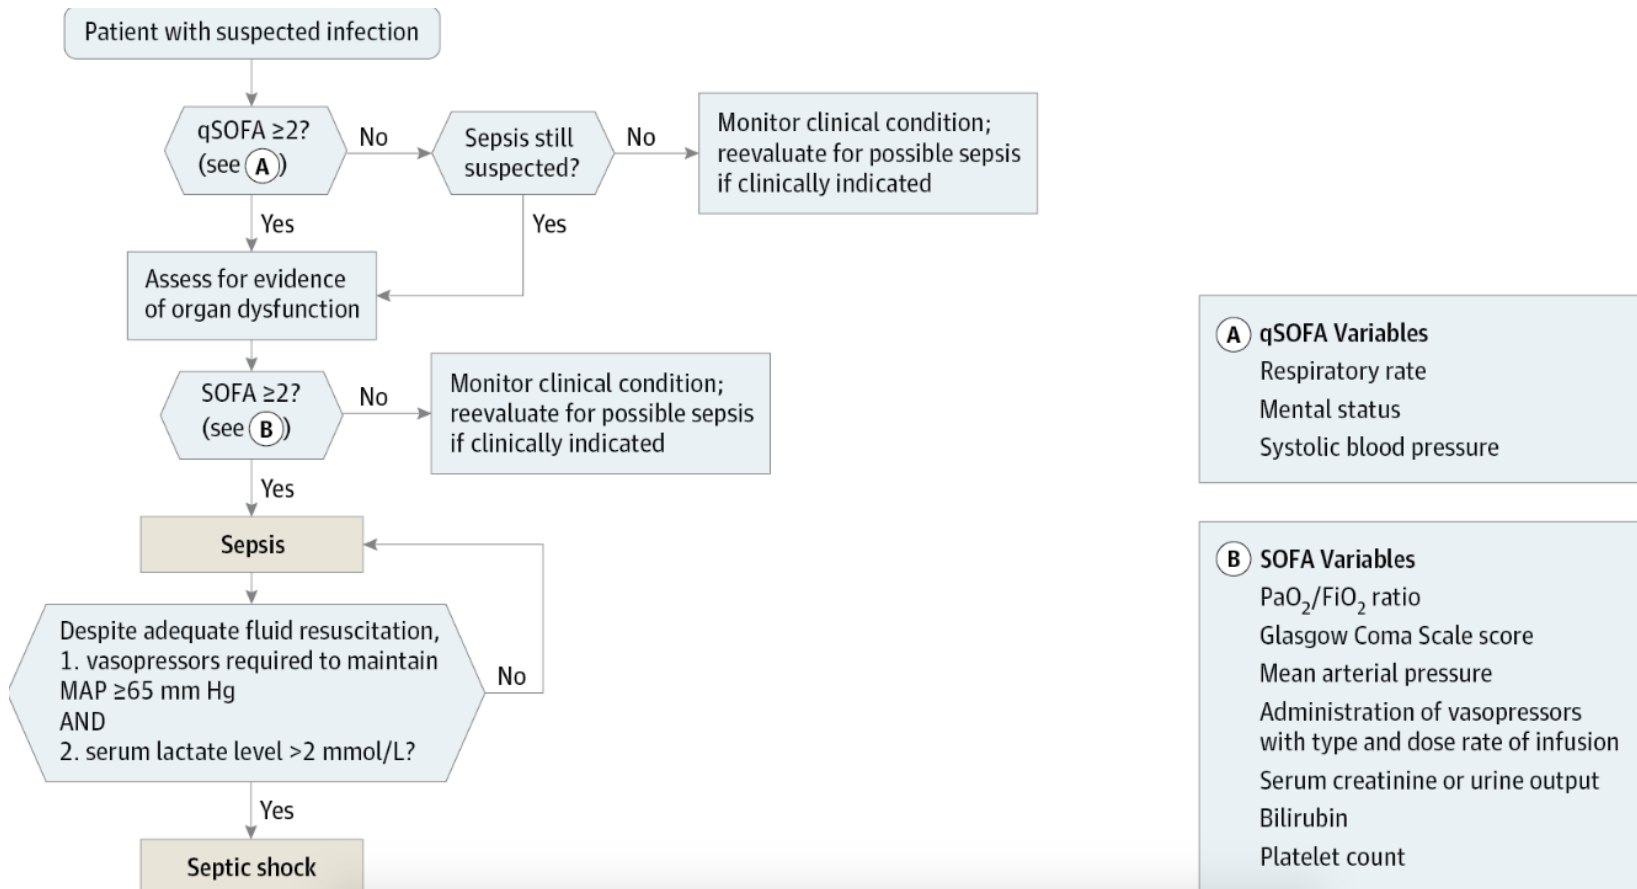 Patient with suspected infection
qSOFA ≥2?
(see A)
No
Sepsis still
suspected?
No
Monitor clinical condition;
reevaluate for possible sepsis
if clinically indicated
Yes
Yes
Assess for evidence
of organ dysfunction
SOFA ≥2?
(see B)
No
Monitor clinical condition;
reevaluate for possible sepsis
if clinically indicated
Yes
Sepsis
Despite adequate fluid resuscitation,
1. vasopressors required to maintain
MAP ≥65 mm Hg
AND
2. serum lactate level >2 mmol/L?
No
Yes
Septic shock
A qSOFA Variables
Respiratory rate
Mental status
Systolic blood pressure
B SOFA Variables
PaO₂/FiO₂ ratio
Glasgow Coma Scale score
Mean arterial pressure
Administration of vasopressors
with type and dose rate of infusion
Serum creatinine or urine output
Bilirubin
Platelet count